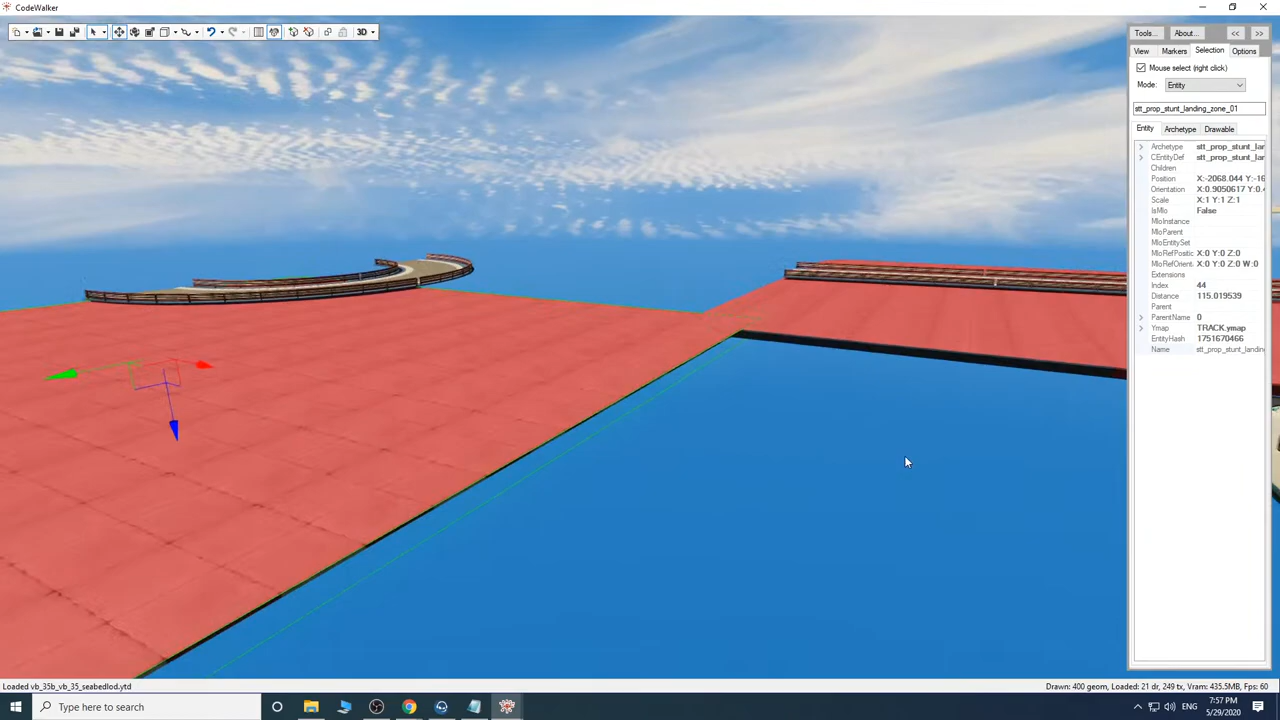 CodeWalker
3D
Tools... About... << >>
View Markers Selection Options
Mouse select (right click)
Mode: Entity
stt_prop_stunt_landing_zone_01
Entity Archetype Drawable
Archetype stt_prop_stunt_lar
CEntityDef stt_prop_stunt_lar
Children
Position X:-2068.044 Y:-16
Orientation X:0.9050617 Y:0.4
Scale X:1 Y:1 Z:1
IsMlo False
MloInstance
MloParent
MloEntitySet
MloRefPositic X:0 Y:0 Z:0
MloRefOrient X:0 Y:0 Z:0 W:0
Extensions
Index 44
Distance 115.019539
Parent
ParentName 0
Ymap TRACK.ymap
EntityHash 1751670466
Name stt_prop_stunt_landin
Loaded vb_35b_vb_35_seabedlod.ytd
Drawn: 400 geom, Loaded: 21 dr, 249 tx, Vram: 435.5MB, Fps: 60
Type here to search
ENG
7:57 PM
5/29/2020